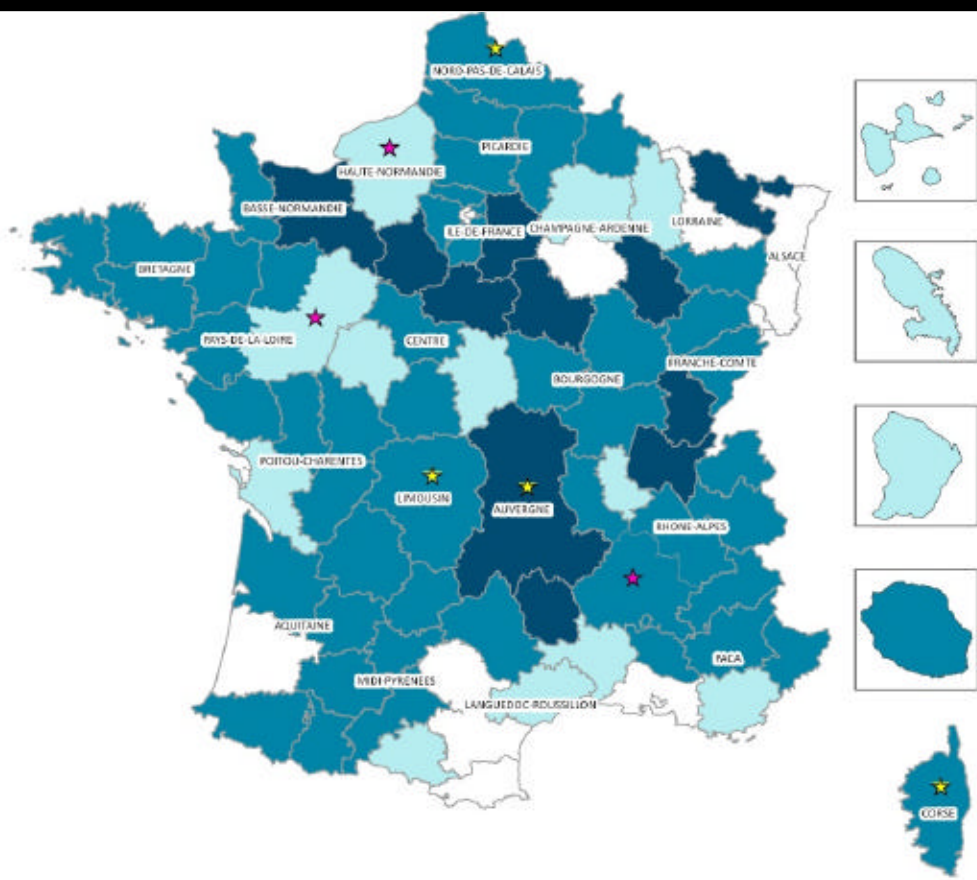 NORD-PAS-DE-CALAIS
PICARDIE
HAUTE-NORMANDIE
BASSE-NORMANDIE
ILE-DE-FRANCE
CHAMPAGNE-ARDENNE
LORRAINE
ALSACE
BRETAGNE
PAYS-DE-LA-LOIRE
CENTRE
BOURGOGNE
FRANCHE-COMTE
POITOU-CHARENTES
LIMOUSIN
AUVERGNE
RHONE-ALPES
AQUITAINE
MIDI-PYRENEES
PACA
LANGUEDOC-ROUSSILLON
CORSE